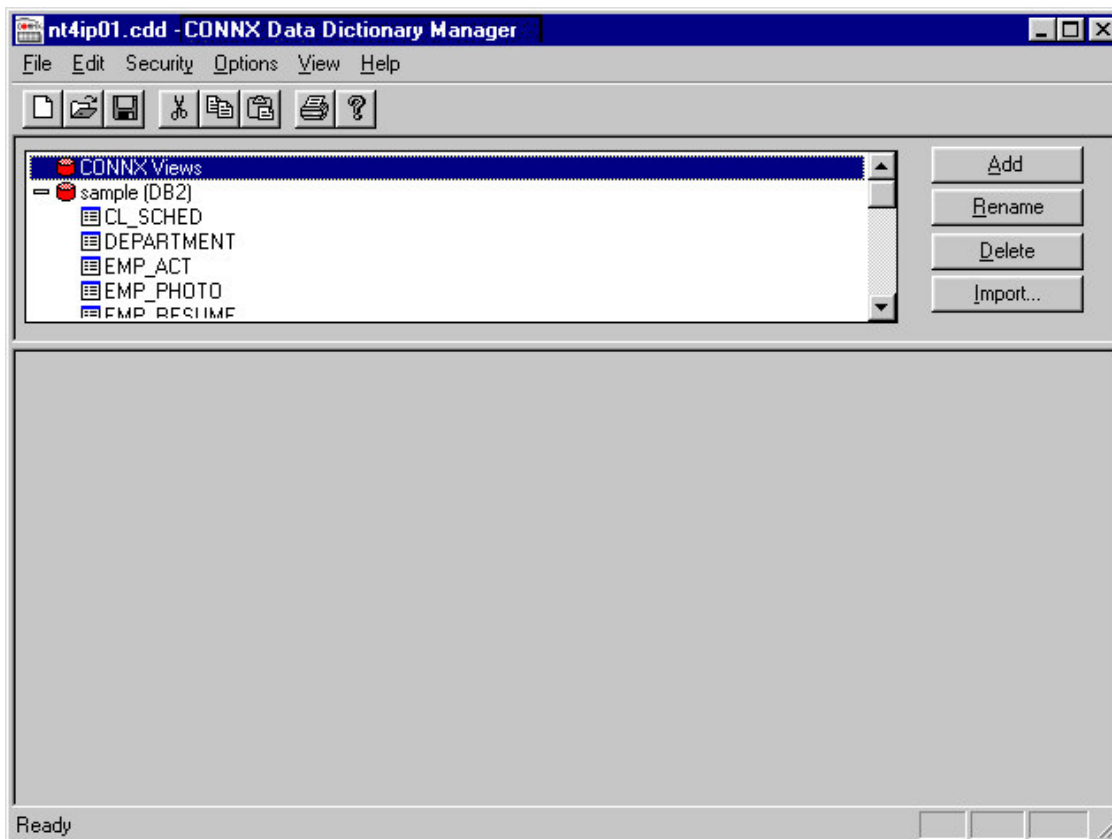 nt4ip01.cdd - CONNX Data Dictionary Manager
File Edit Security Options View Help
CONNX Views
sample (DB2)
CL_SCHED
DEPARTMENT
EMP_ACT
EMP_PHOTO
EMP_RESUME
Add
Rename
Delete
Import...
Ready